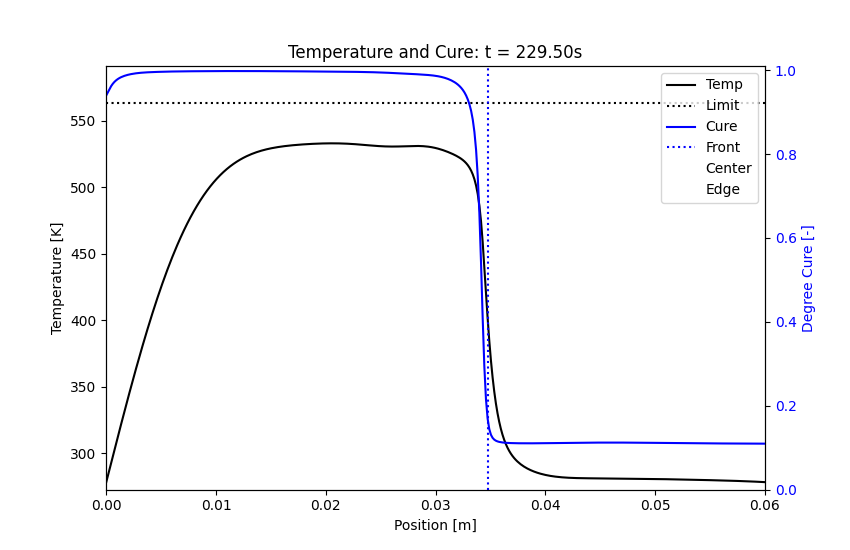 Temperature and Cure: t = 229.50s
Temperature [K]
550
500
450
400
350
300
0.00
0.01
0.02
0.03
0.04
0.05
0.06
Position [m]
1.0
0.8
0.6
0.4
0.2
0.0
Degree Cure [-]
Temp
Limit
Cure
Front
Center
Edge